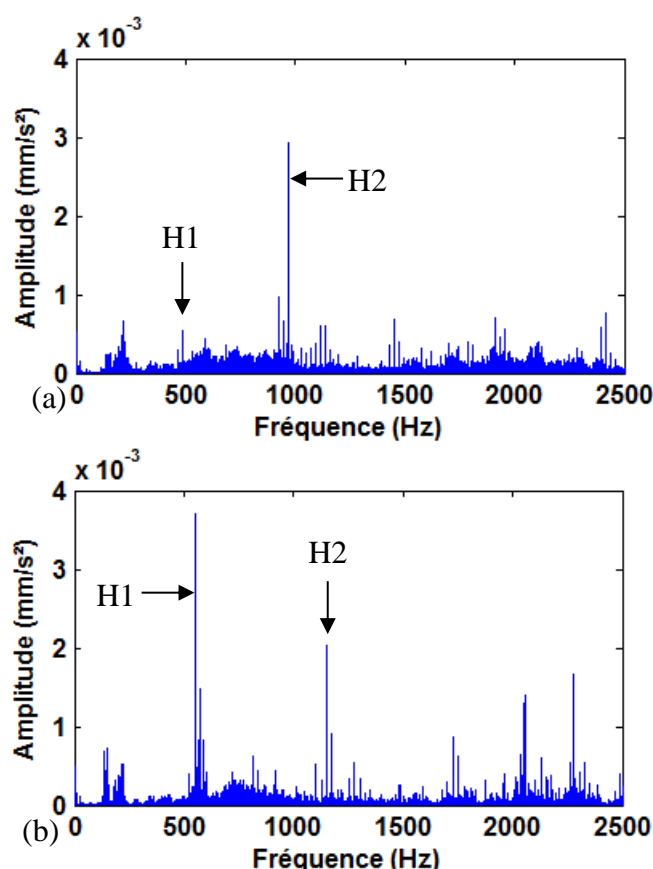 x 10⁻³
4
3
2
1
0
Amplitude (mm/s²)
H2
H1
0 500 1000 1500 2000 2500
(a)
Fréquence (Hz)
x 10⁻³
4
3
2
1
0
Amplitude (mm/s²)
H2
H1
0 500 1000 1500 2000 2500
(b)
Fréquence (Hz)